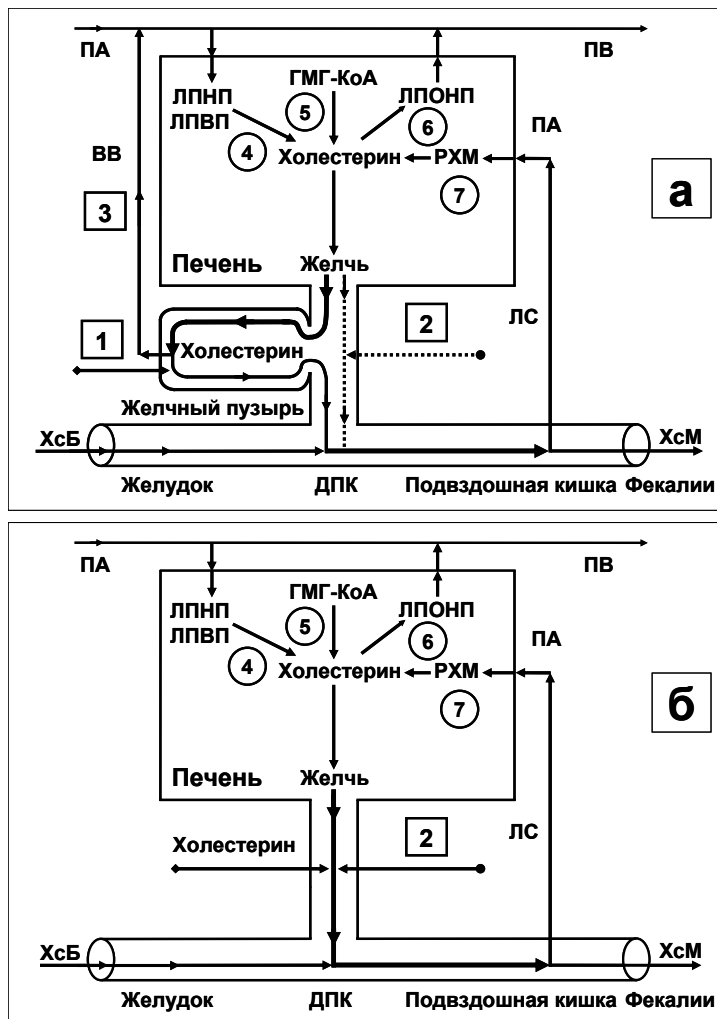 ПА
ПВ
ГМГ-КоА
ЛПНП
ЛПВП
5
ЛПОНП
6
ПА
ВВ
4
Холестерин
РХМ
7
а
3
Печень
Желчь
ЛС
1
2
Холестерин
Желчный пузырь
ХсБ
ХсМ
Желудок
ДПК
Подвздошная кишка
Фекалии
ПА
ПВ
ГМГ-КоА
ЛПНП
ЛПВП
5
ЛПОНП
6
ПА
4
Холестерин
РХМ
7
б
Печень
Желчь
ЛС
Холестерин
2
ХсБ
ХсМ
Желудок
ДПК
Подвздошная кишка
Фекалии